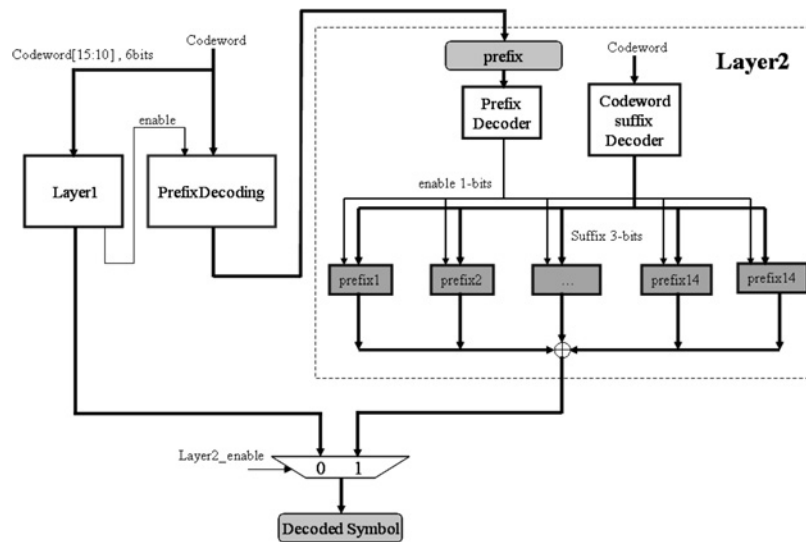 Codeword
Codeword[15:10] , 6bits
enable
Layer1
PrefixDecoding
prefix
Codeword
Layer2
Prefix
Decoder
Codeword
suffix
Decoder
enable 1-bits
Suffix 3-bits
prefix1
prefix2
...
prefix14
prefix14
Layer2_enable
0 1
Decoded Symbol